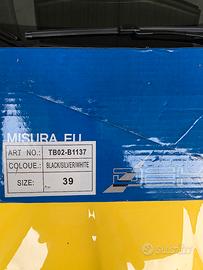 MISURA EU
ART NO.: TB02-B1137
COLOUE.: BLACK/SILVER/WHITE
SIZE: 39
subito